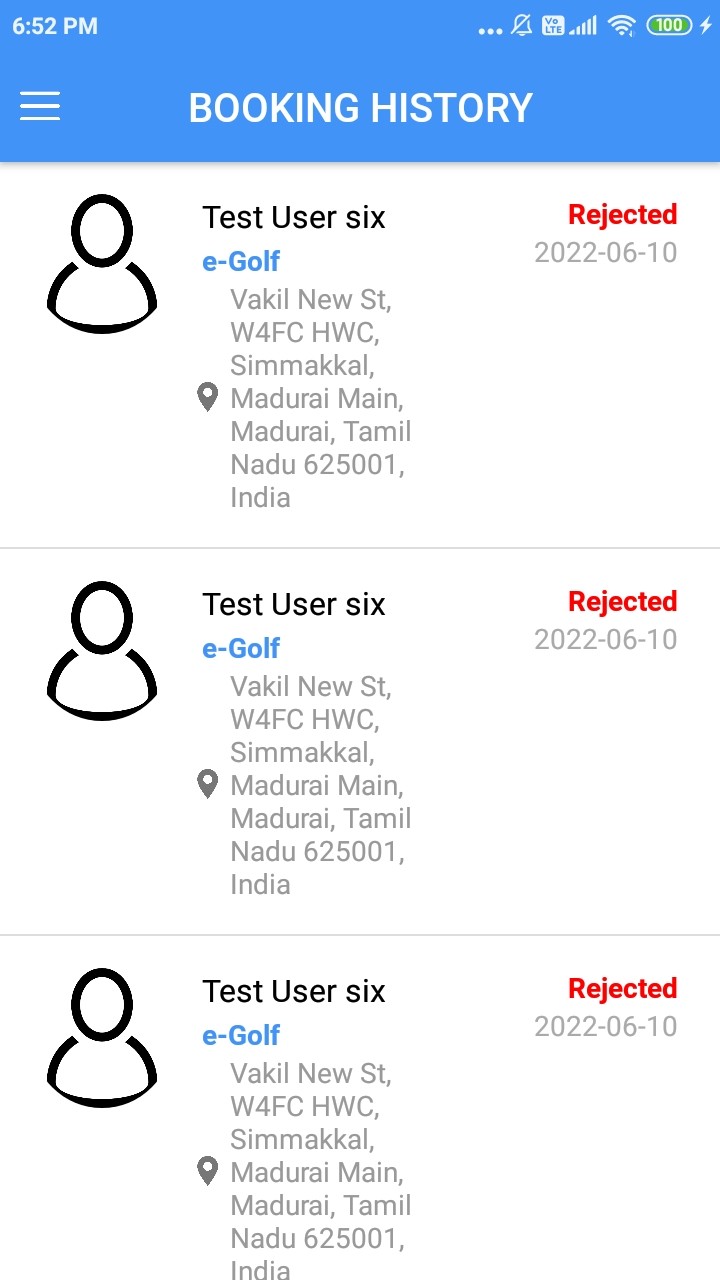 6:52 PM
Vo LTE
100
BOOKING HISTORY
Test User six
Rejected
e-Golf
2022-06-10
Vakil New St,
W4FC HWC,
Simmakkal,
Madurai Main,
Madurai, Tamil
Nadu 625001,
India
Test User six
Rejected
e-Golf
2022-06-10
Vakil New St,
W4FC HWC,
Simmakkal,
Madurai Main,
Madurai, Tamil
Nadu 625001,
India
Test User six
Rejected
e-Golf
2022-06-10
Vakil New St,
W4FC HWC,
Simmakkal,
Madurai Main,
Madurai, Tamil
Nadu 625001,
India